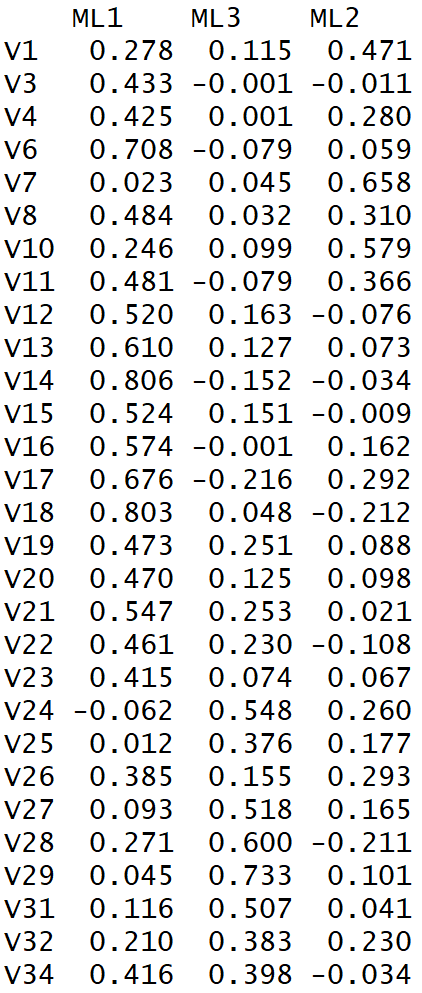 ML1 ML3 ML2
V1 0.278 0.115 0.471
V3 0.433 -0.001 -0.011
V4 0.425 0.001 0.280
V6 0.708 -0.079 0.059
V7 0.023 0.045 0.658
V8 0.484 0.032 0.310
V10 0.246 0.099 0.579
V11 0.481 -0.079 0.366
V12 0.520 0.163 -0.076
V13 0.610 0.127 0.073
V14 0.806 -0.152 -0.034
V15 0.524 0.151 -0.009
V16 0.574 -0.001 0.162
V17 0.676 -0.216 0.292
V18 0.803 0.048 -0.212
V19 0.473 0.251 0.088
V20 0.470 0.125 0.098
V21 0.547 0.253 0.021
V22 0.461 0.230 -0.108
V23 0.415 0.074 0.067
V24 -0.062 0.548 0.260
V25 0.012 0.376 0.177
V26 0.385 0.155 0.293
V27 0.093 0.518 0.165
V28 0.271 0.600 -0.211
V29 0.045 0.733 0.101
V31 0.116 0.507 0.041
V32 0.210 0.383 0.230
V34 0.416 0.398 -0.034